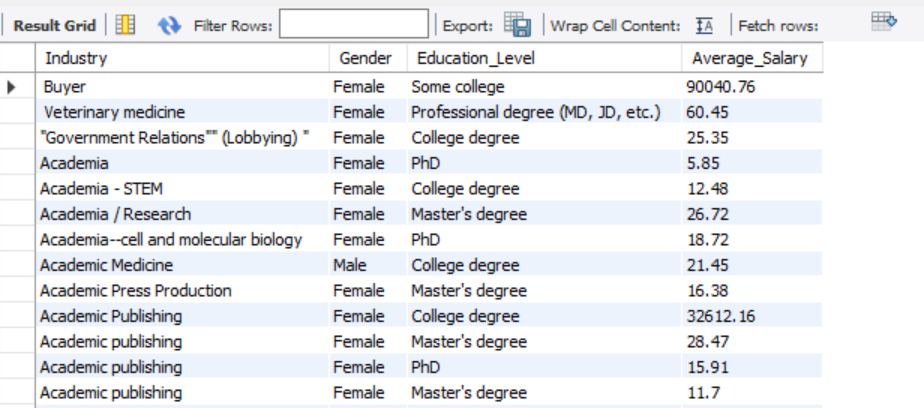 Result Grid Filter Rows: Export: Wrap Cell Content: Fetch rows:
Industry Gender Education_Level Average_Salary
Buyer Female Some college 90040.76
Veterinary medicine Female Professional degree (MD, JD, etc.) 60.45
"Government Relations"" (Lobbying) " Female College degree 25.35
Academia Female PhD 5.85
Academia - STEM Female College degree 12.48
Academia / Research Female Master's degree 26.72
Academia--cell and molecular biology Female PhD 18.72
Academic Medicine Male College degree 21.45
Academic Press Production Female Master's degree 16.38
Academic Publishing Female College degree 32612.16
Academic publishing Female Master's degree 28.47
Academic publishing Female PhD 15.91
Academic publishing Female Master's degree 11.7